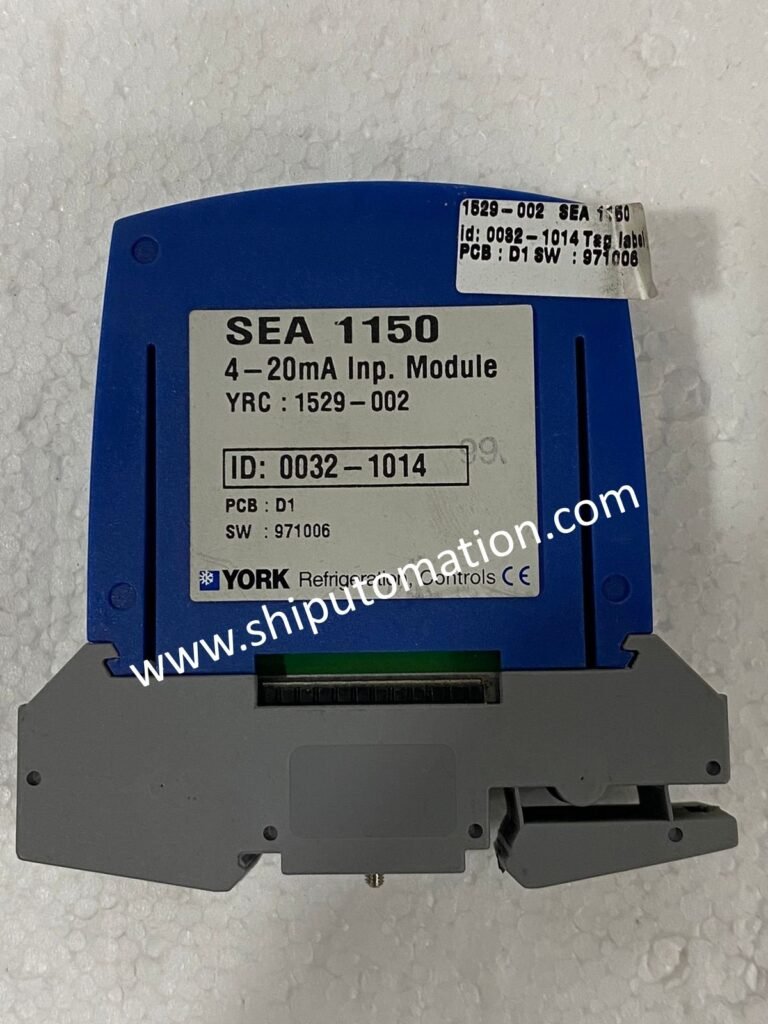 1529-002 SEA 1150
id: 0032-1014 Tag label
PCB : D1 SW : 971006
SEA 1150
4-20mA Inp. Module
YRC : 1529-002
99.
ID: 0032-1014
PCB : D1
SW : 971006
YORK Refrigeration, Controls CE
www.shiputomation.com